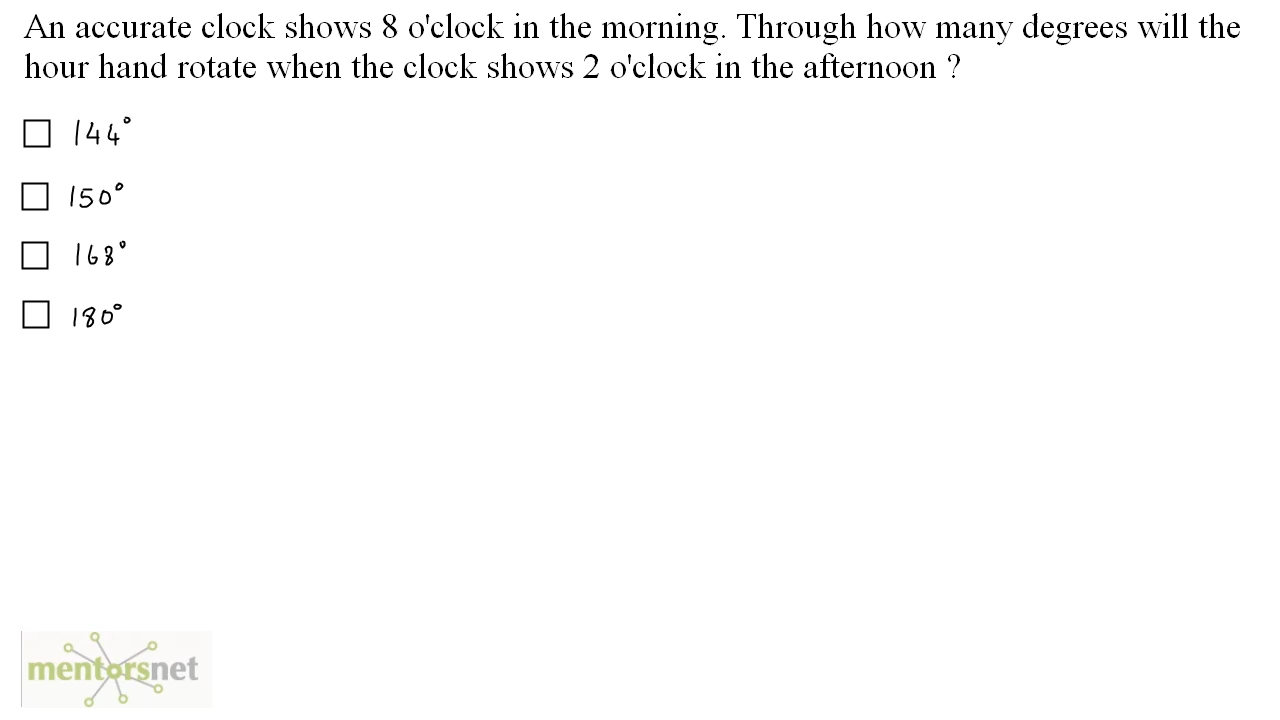 An accurate clock shows 8 o'clock in the morning. Through how many degrees will the
hour hand rotate when the clock shows 2 o'clock in the afternoon ?
144°
150°
168°
180°
mentorsnet